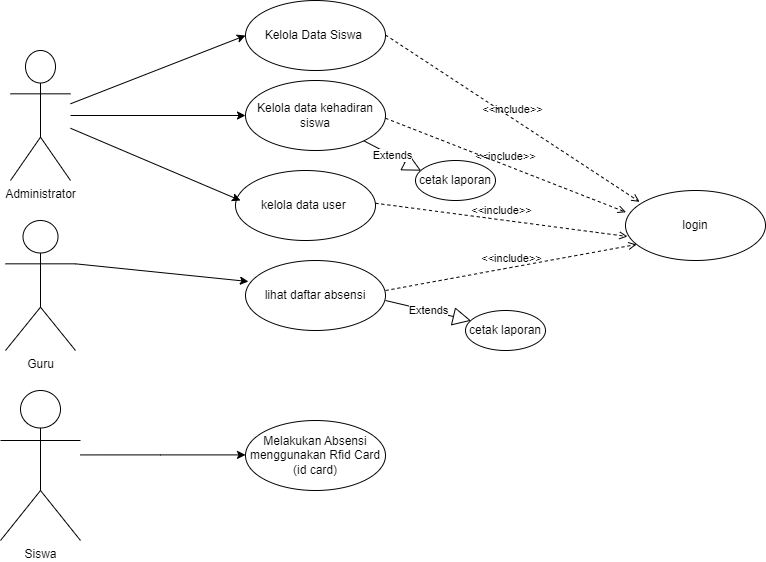 Kelola Data Siswa
<<include>>
Kelola data kehadiran
siswa
<<include>>
Extends
cetak laporan
Administrator
kelola data user
<<include>>
login
<<include>>
lihat daftar absensi
Extends
cetak laporan
Guru
Melakukan Absensi
menggunakan Rfid Card
(id card)
Siswa